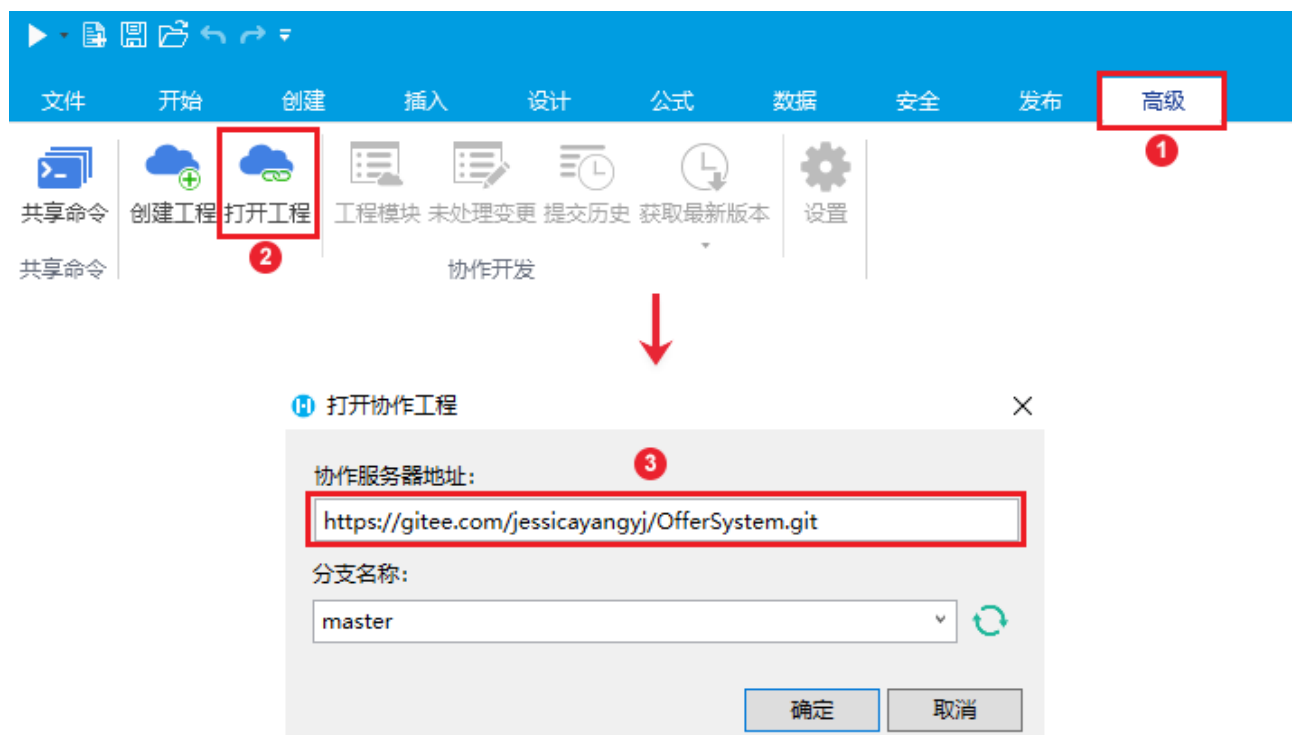 文件 开始 创建 插入 设计 公式 数据 安全 发布 高级
1
共享命令 创建工程 打开工程 工程模块 未处理变更 提交历史 获取最新版本 设置
2
共享命令 协作开发
打开协作工程
3
协作服务器地址:
https://gitee.com/jessicayangyj/OfferSystem.git
分支名称:
master
确定 取消